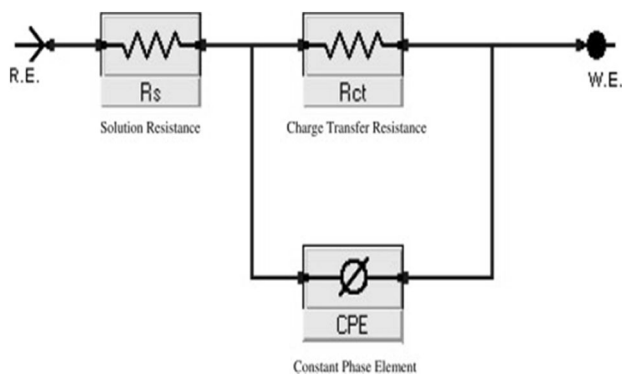 R.E.
Rs
Solution Resistance
Rct
Charge Transfer Resistance
W.E.
CPE
Constant Phase Element